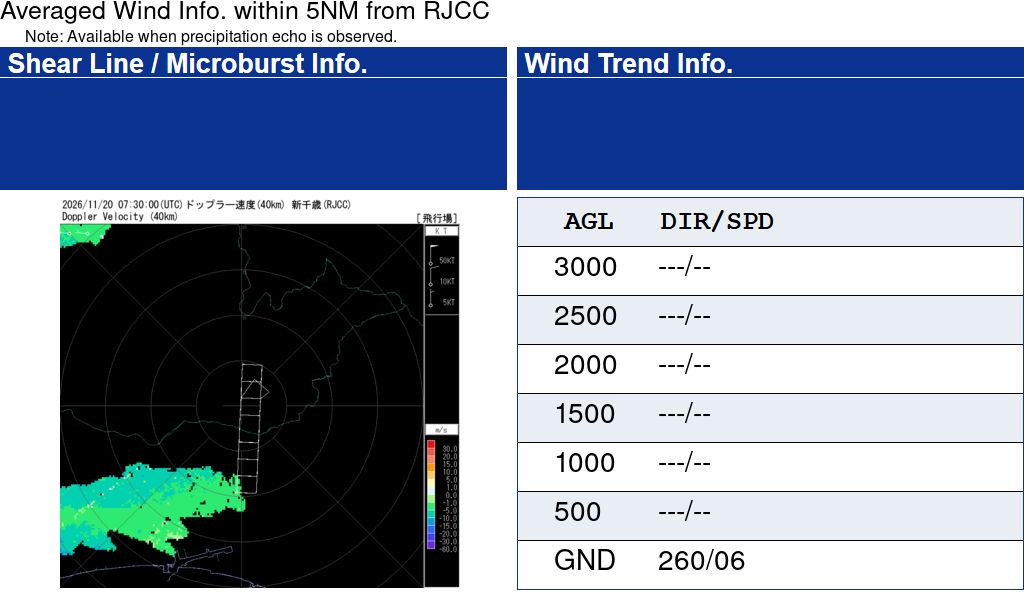 Averaged Wind Info. within 5NM from RJCC
Note: Available when precipitation echo is observed.
Shear Line / Microburst Info.
Wind Trend Info.
2026/11/20 07:30:00(UTC) ドップラー速度(40km) 新千歳(RJCC)
Doppler Velocity (40km)
[飛行場]
KT
50KT
10KT
5KT
m/s
30.0
20.0
15.0
10.0
5.0
1.0
0.0
-1.0
-5.0
-10.0
-15.0
-20.0
-30.0
-60.0
AGL DIR/SPD
3000 ---/--
2500 ---/--
2000 ---/--
1500 ---/--
1000 ---/--
500 ---/--
GND 260/06